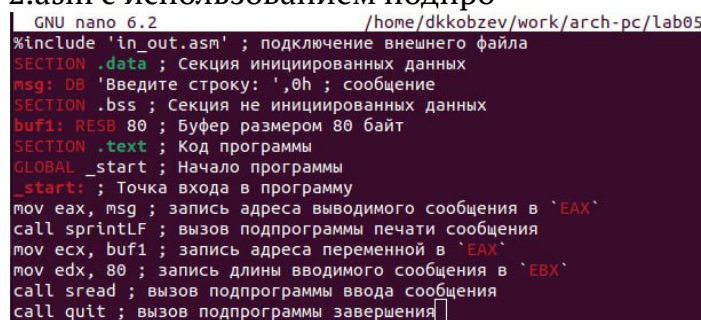 2.asm с использованием подпро
GNU nano 6.2 /home/dkkobzev/work/arch-pc/lab05
%include 'in_out.asm' ; подключение внешнего файла
SECTION .data ; Секция инициированных данных
msg: DB 'Введите строку: ',0h ; сообщение
SECTION .bss ; Секция не инициированных данных
buf1: RESB 80 ; Буфер размером 80 байт
SECTION .text ; Код программы
GLOBAL _start ; Начало программы
_start: ; Точка входа в программу
mov eax, msg ; запись адреса выводимого сообщения в `EAX`
call sprintLF ; вызов подпрограммы печати сообщения
mov ecx, buf1 ; запись адреса переменной в `EAX`
mov edx, 80 ; запись длины вводимого сообщения в `EBX`
call sread ; вызов подпрограммы ввода сообщения
call quit ; вызов подпрограммы завершения